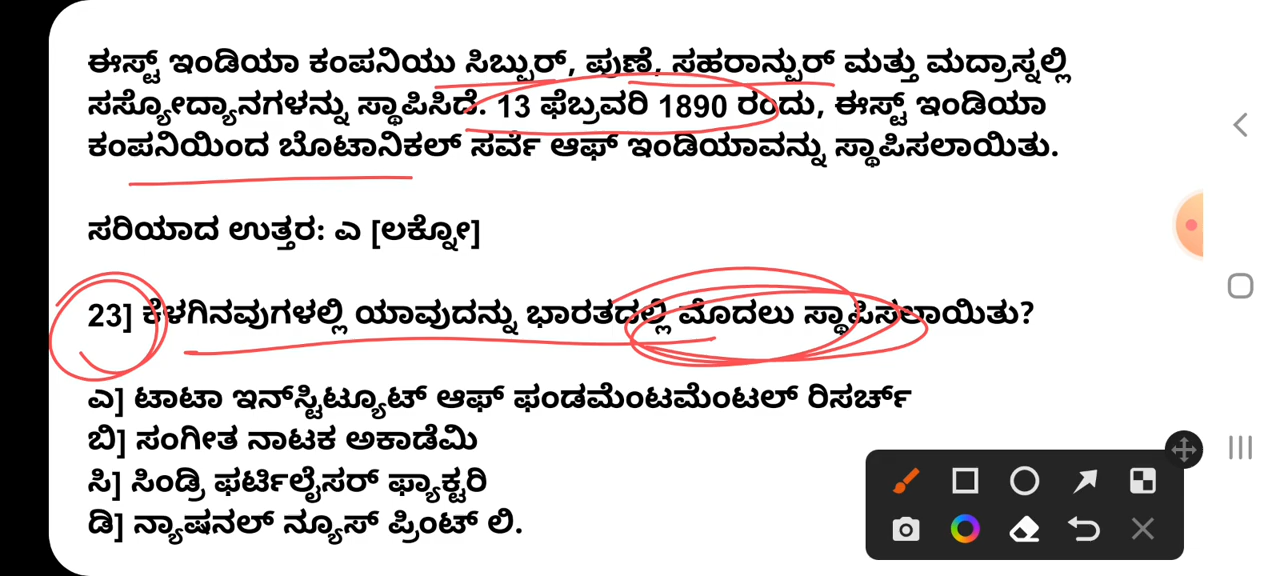 ಈಸ್ಟ್ ಇಂಡಿಯಾ ಕಂಪನಿಯು ಸಿಬ್ಪುರ್, ಪುಣೆ, ಸಹರಾನ್ಪುರ್ ಮತ್ತು ಮದ್ರಾಸ್ನಲ್ಲಿ
ಸಸ್ಯೋದ್ಯಾನಗಳನ್ನು ಸ್ಥಾಪಿಸಿದೆ. 13 ಫೆಬ್ರವರಿ 1890 ರಂದು, ಈಸ್ಟ್ ಇಂಡಿಯಾ
ಕಂಪನಿಯಿಂದ ಬೊಟಾನಿಕಲ್ ಸರ್ವೆ ಆಫ್ ಇಂಡಿಯಾವನ್ನು ಸ್ಥಾಪಿಸಲಾಯಿತು.
ಸರಿಯಾದ ಉತ್ತರ: ಎ [ಲಕ್ನೋ]
23] ಕೆಳಗಿನವುಗಳಲ್ಲಿ ಯಾವುದನ್ನು ಭಾರತದಲ್ಲಿ ಮೊದಲು ಸ್ಥಾಪಿಸಲಾಯಿತು?
ಎ] ಟಾಟಾ ಇನ್‌ಸ್ಟಿಟ್ಯೂಟ್ ಆಫ್ ಫಂಡಮೆಂಟಮೆಂಟಲ್ ರಿಸರ್ಚ್
ಬಿ] ಸಂಗೀತ ನಾಟಕ ಅಕಾಡೆಮಿ
ಸಿ] ಸಿಂಡ್ರಿ ಫರ್ಟಿಲೈಸರ್ ಫ್ಯಾಕ್ಟರಿ
ಡಿ] ನ್ಯಾಷನಲ್ ನ್ಯೂಸ್ ಪ್ರಿಂಟ್ ಲಿ.